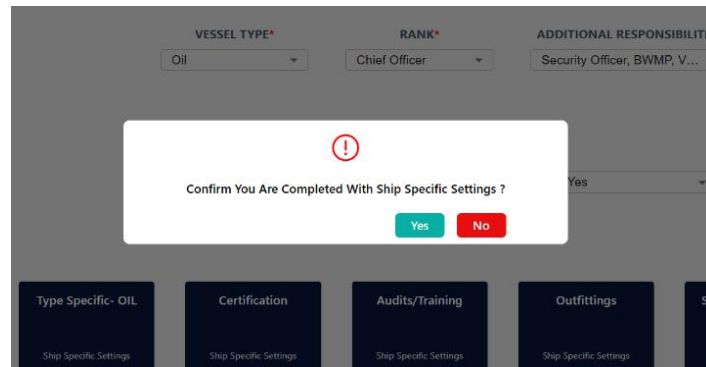 VESSEL TYPE* RANK* ADDITIONAL RESPONSIBILIT
Oil Chief Officer Security Officer, BWMP, V...
Confirm You Are Completed With Ship Specific Settings ?
Yes
Yes No
Type Specific- OIL Certification Audits/Training Outfittings S
Ship Specific Settings Ship Specific Settings Ship Specific Settings Ship Specific Settings